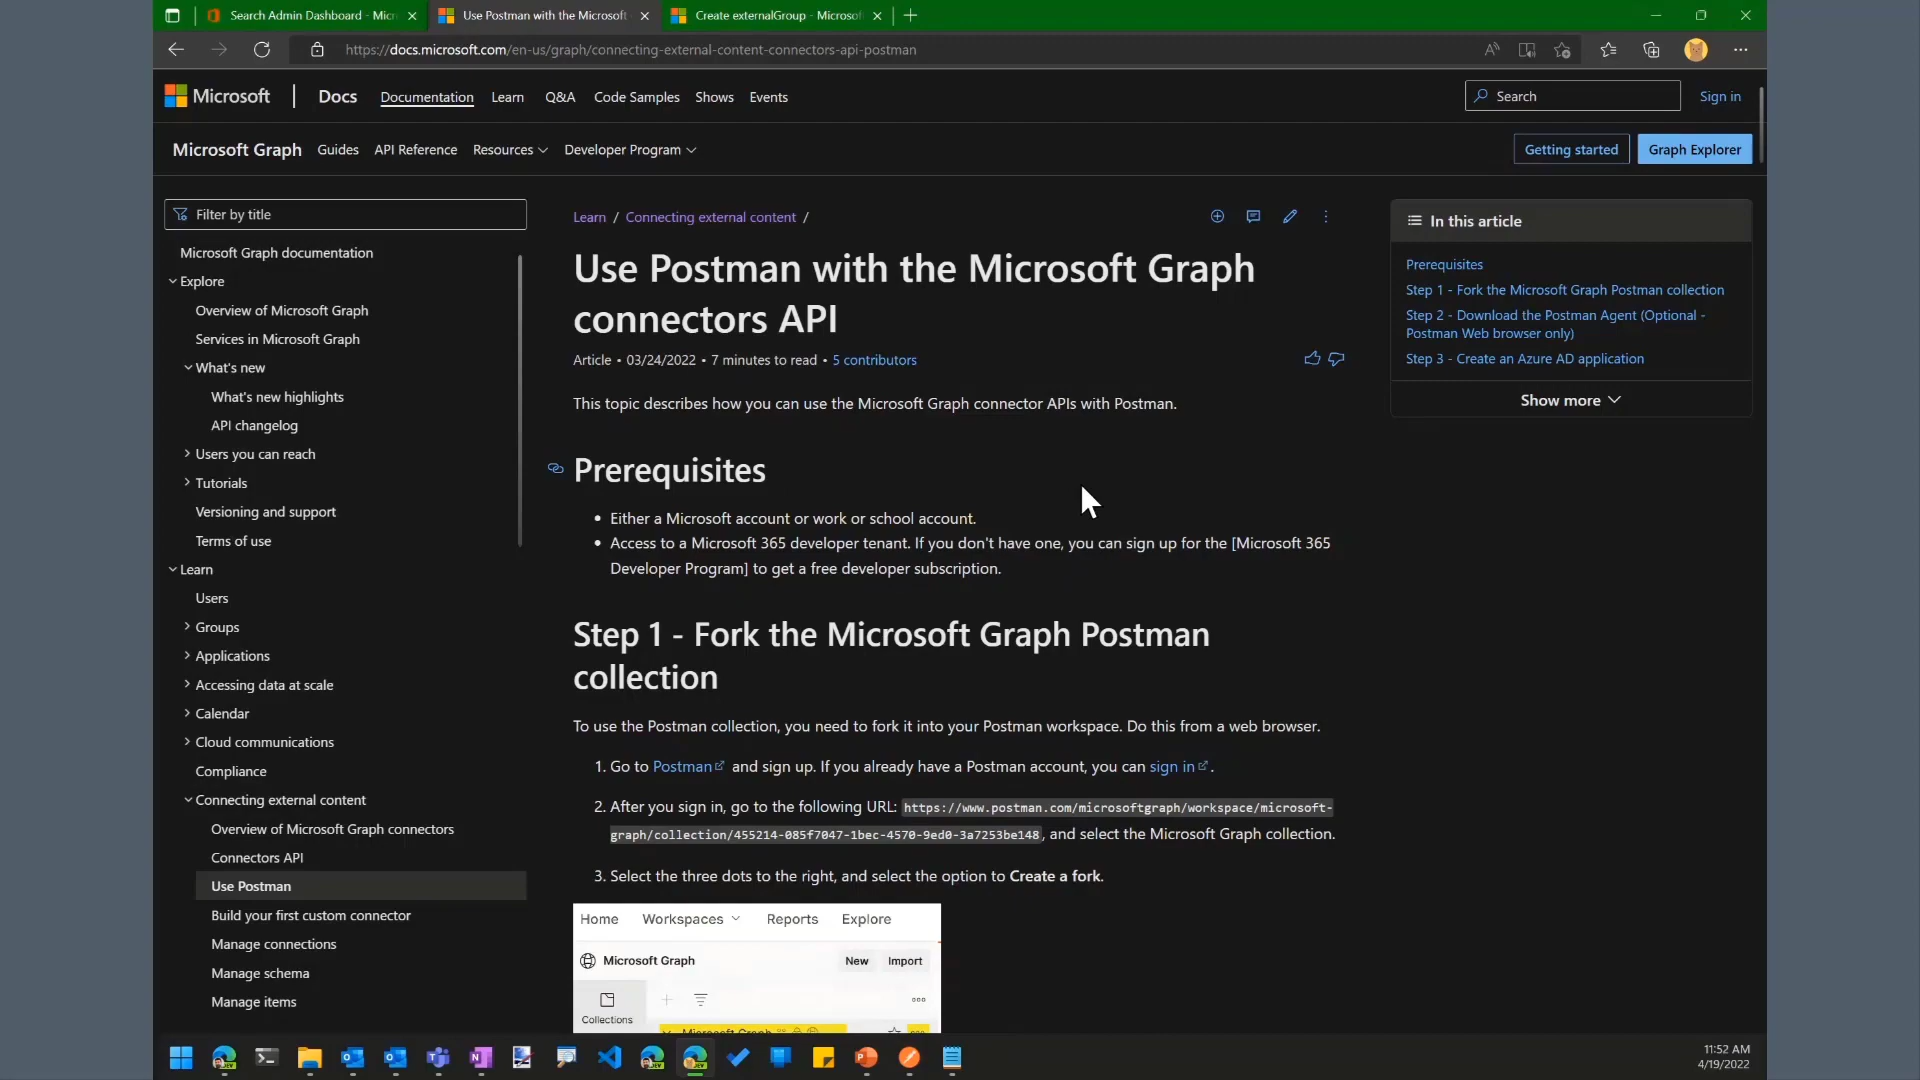 Search Admin Dashboard - Micr
Use Postman with the Microsoft
Create externalGroup - Microsof
https://docs.microsoft.com/en-us/graph/connecting-external-content-connectors-api-postman
Microsoft
Docs
Documentation
Learn
Q&A
Code Samples
Shows
Events
Search
Sign in
Microsoft Graph
Guides
API Reference
Resources
Developer Program
Getting started
Graph Explorer
Filter by title
Microsoft Graph documentation
Explore
Overview of Microsoft Graph
Services in Microsoft Graph
What's new
What's new highlights
API changelog
Users you can reach
Tutorials
Versioning and support
Terms of use
Learn
Users
Groups
Applications
Accessing data at scale
Calendar
Cloud communications
Compliance
Connecting external content
Overview of Microsoft Graph connectors
Connectors API
Use Postman
Build your first custom connector
Manage connections
Manage schema
Manage items
Learn / Connecting external content /
Use Postman with the Microsoft Graph
connectors API
Article • 03/24/2022 • 7 minutes to read • 5 contributors
This topic describes how you can use the Microsoft Graph connector APIs with Postman.
Prerequisites
• Either a Microsoft account or work or school account.
• Access to a Microsoft 365 developer tenant. If you don't have one, you can sign up for the [Microsoft 365
Developer Program] to get a free developer subscription.
Step 1 - Fork the Microsoft Graph Postman
collection
To use the Postman collection, you need to fork it into your Postman workspace. Do this from a web browser.
1. Go to Postman and sign up. If you already have a Postman account, you can sign in .
2. After you sign in, go to the following URL: https://www.postman.com/microsoftgraph/workspace/microsoft-
graph/collection/455214-085f7047-1bec-4570-9ed0-3a7253be148, and select the Microsoft Graph collection.
3. Select the three dots to the right, and select the option to Create a fork.
Home
Workspaces
Reports
Explore
Microsoft Graph
New
Import
Collections
Microsoft Graph
In this article
Prerequisites
Step 1 - Fork the Microsoft Graph Postman collection
Step 2 - Download the Postman Agent (Optional -
Postman Web browser only)
Step 3 - Create an Azure AD application
Show more
11:52 AM
4/19/2022